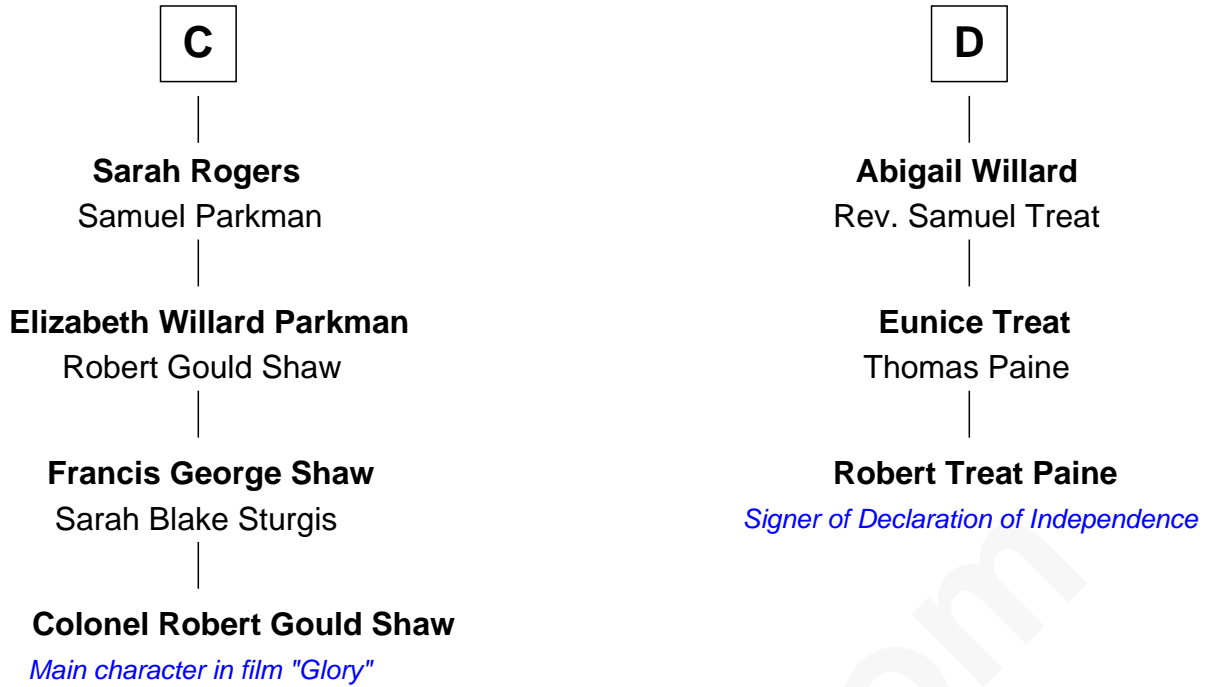 C
Sarah Rogers
Samuel Parkman
Elizabeth Willard Parkman
Robert Gould Shaw
Francis George Shaw
Sarah Blake Sturgis
Colonel Robert Gould Shaw
Main character in film "Glory"
D
Abigail Willard
Rev. Samuel Treat
Eunice Treat
Thomas Paine
Robert Treat Paine
Signer of Declaration of Independence
om